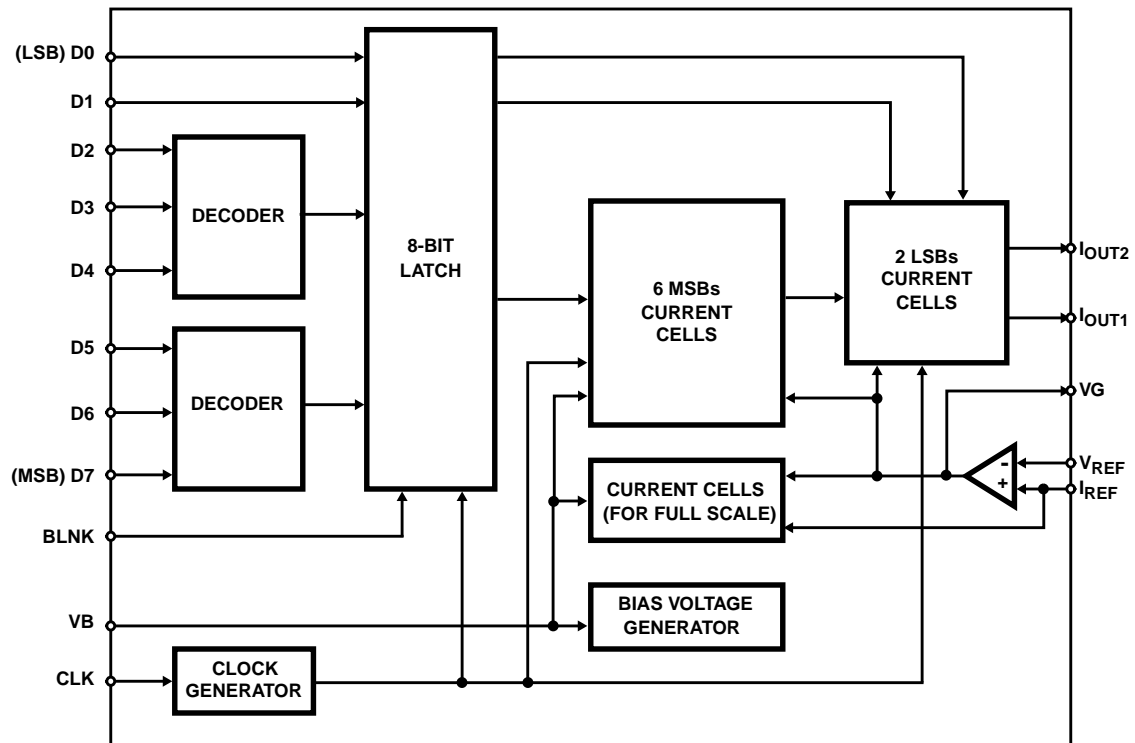 (LSB) D0
D1
D2
D3
D4
D5
D6
(MSB) D7
BLNK
VB
CLK
DECODER
DECODER
CLOCK
GENERATOR
8-BIT
LATCH
6 MSBs
CURRENT
CELLS
CURRENT CELLS
(FOR FULL SCALE)
BIAS VOLTAGE
GENERATOR
2 LSBs
CURRENT
CELLS
-
+
IOUT2
IOUT1
VG
VREF
IREF